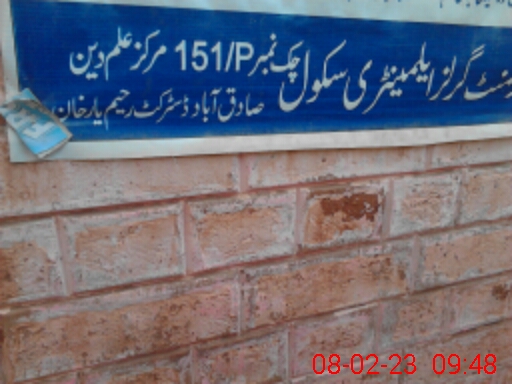 گرلز ایلیمینٹری سکول چک نمبر 151/P مرکز علم دین
صادق آباد ڈسٹرکٹ رحیم یار خان
08-02-23 09:48